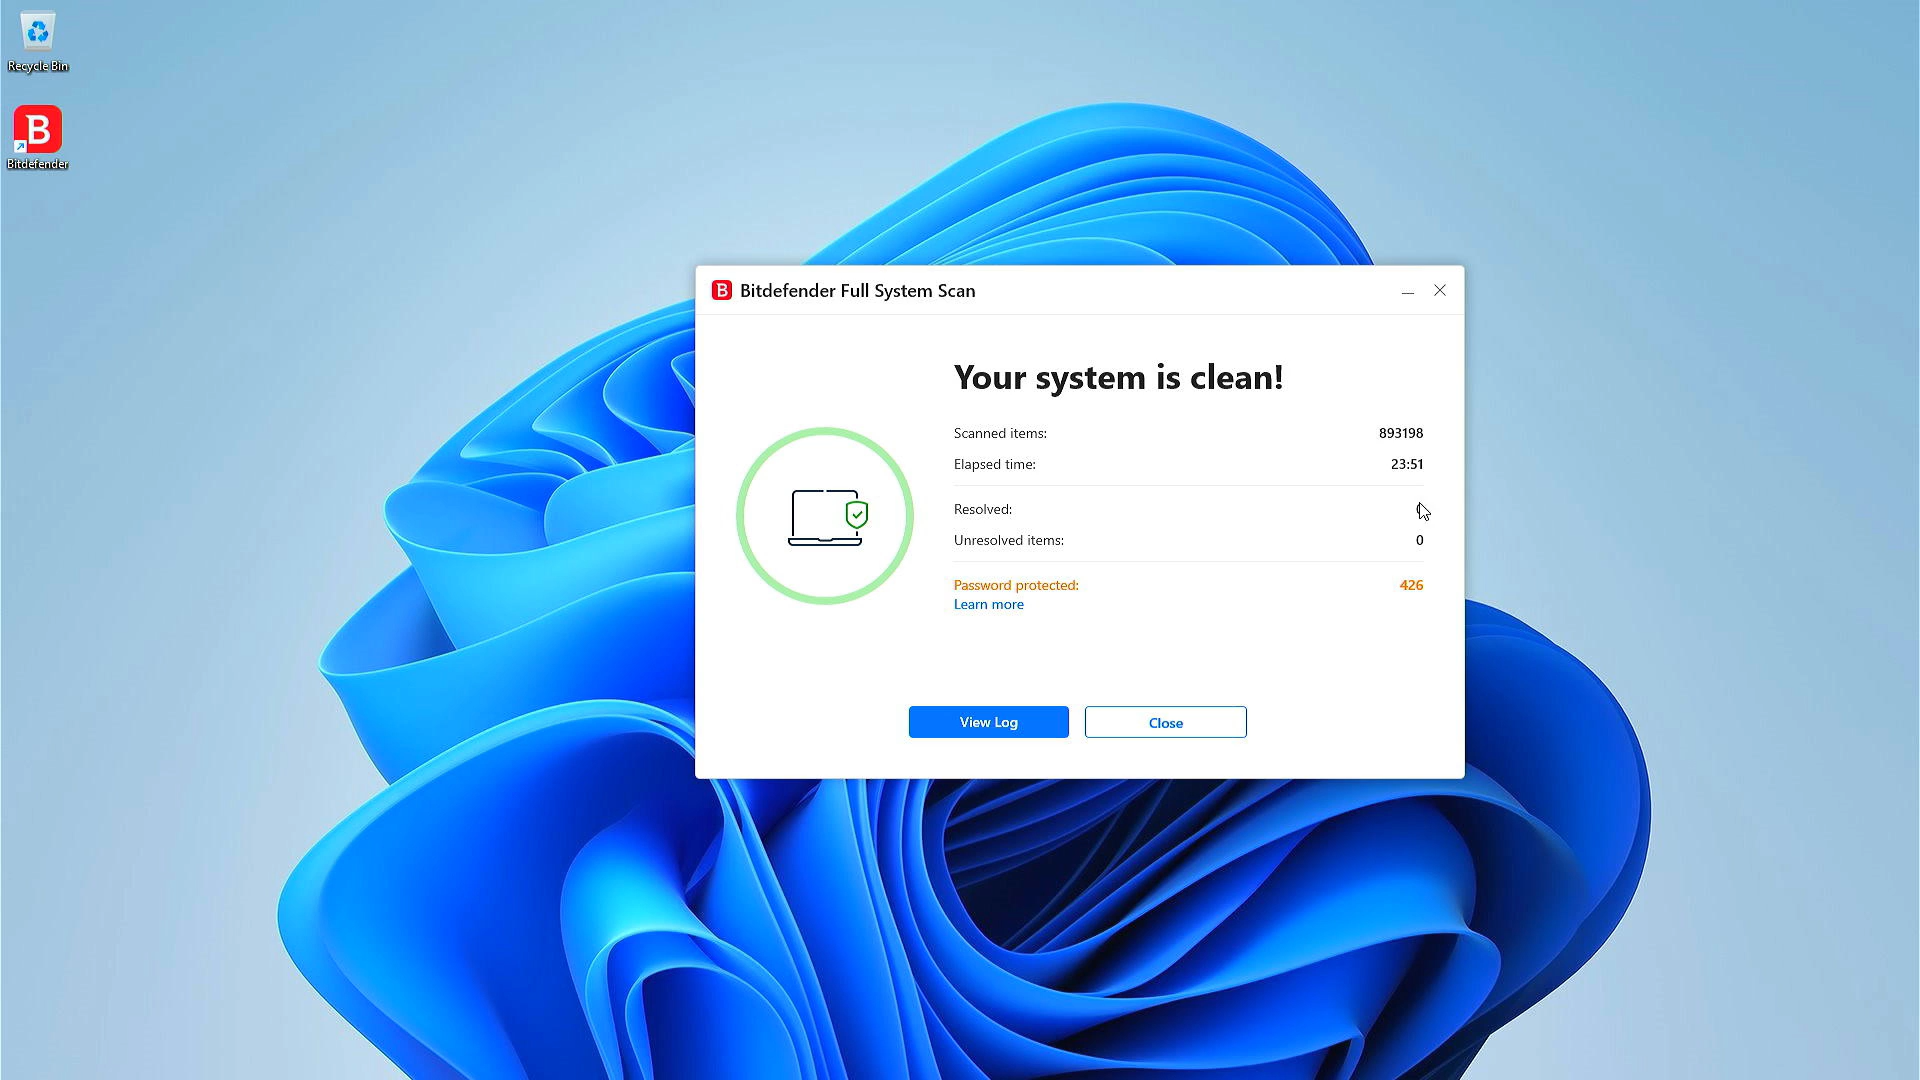 Recycle Bin
B
Bitdefender
B Bitdefender Full System Scan
Your system is clean!
Scanned items: 893198
Elapsed time: 23:51
Resolved:
Unresolved items: 0
Password protected: 426
Learn more
View Log Close